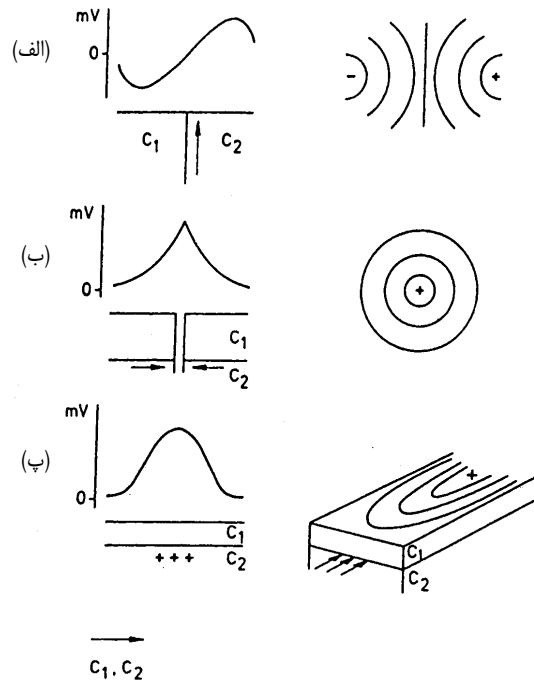 (الف)
mV
0
- +
C₁ C₂
(ب)
mV
0
+
C₁
C₂
(پ)
mV
0
+
C₁
+ + + C₂
C₁
C₂
C₁, C₂